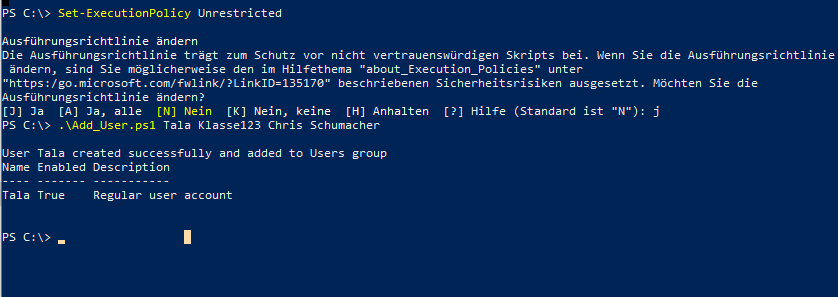 PS C:\> Set-ExecutionPolicy Unrestricted
Ausführungsrichtlinie ändern
Die Ausführungsrichtlinie trägt zum Schutz vor nicht vertrauenswürdigen Skripts bei. Wenn Sie die Ausführungsrichtlinie
ändern, sind Sie möglicherweise den im Hilfethema "about_Execution_Policies" unter
"https:/go.microsoft.com/fwlink/?LinkID=135170" beschriebenen Sicherheitsrisiken ausgesetzt. Möchten Sie die
Ausführungsrichtlinie ändern?
[J] Ja  [A] Ja, alle  [N] Nein  [K] Nein, keine  [H] Anhalten  [?] Hilfe (Standard ist "N"): j
PS C:\> .\Add_User.ps1 Tala Klasse123 Chris Schumacher
User Tala created successfully and added to Users group
Name Enabled Description
---- ------- -----------
Tala True    Regular user account
PS C:\>